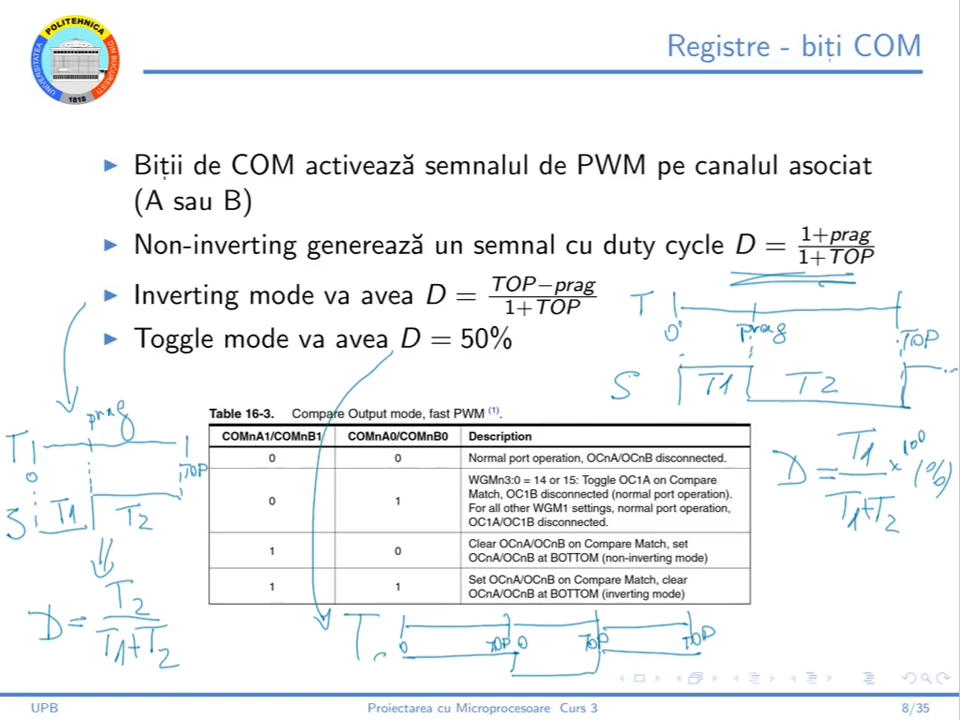 POLITEHNICA
UNIVERSITATEA
DIN BUCURESTI
1818
Registre - biți COM
Biții de COM activează semnalul de PWM pe canalul asociat
(A sau B)
Non-inverting generează un semnal cu duty cycle D = 1+prag / 1+TOP
Inverting mode va avea D = TOP−prag / 1+TOP
Toggle mode va avea D = 50%
T
0 prag TOP
S T1 T2 ...
D = T1 / T1+T2 × 100 (%)
prag
T
0 TOP
S T1 T2
D = T2 / T1+T2
Table 16-3. Compare Output mode, fast PWM (1).
COMnA1/COMnB1 COMnA0/COMnB0 Description
0 0 Normal port operation, OCnA/OCnB disconnected.
0 1 WGMn3:0 = 14 or 15: Toggle OC1A on Compare
Match, OC1B disconnected (normal port operation).
For all other WGM1 settings, normal port operation,
OC1A/OC1B disconnected.
1 0 Clear OCnA/OCnB on Compare Match, set
OCnA/OCnB at BOTTOM (non-inverting mode)
1 1 Set OCnA/OCnB on Compare Match, clear
OCnA/OCnB at BOTTOM (inverting mode)
T
0 TOP 0 TOP TOP
UPB Proiectarea cu Microprocesoare Curs 3 8/35